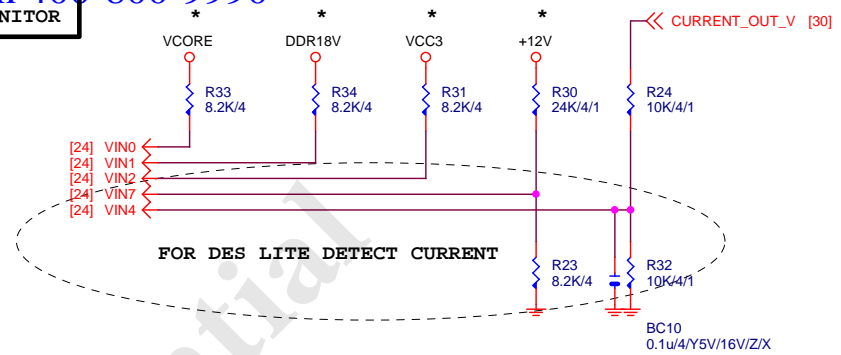 NITOR
* * * *
CURRENT_OUT_V [30]
VCORE DDR18V VCC3 +12V
R33 R34 R31 R30 R24
8.2K/4 8.2K/4 8.2K/4 24K/4/1 10K/4/1
[24] VIN0
[24] VIN1
[24] VIN2
[24] VIN7
[24] VIN4
FOR DES LITE DETECT CURRENT
R23 R32
8.2K/4 10K/4/1
BC10
0.1u/4/Y5V/16V/Z/X